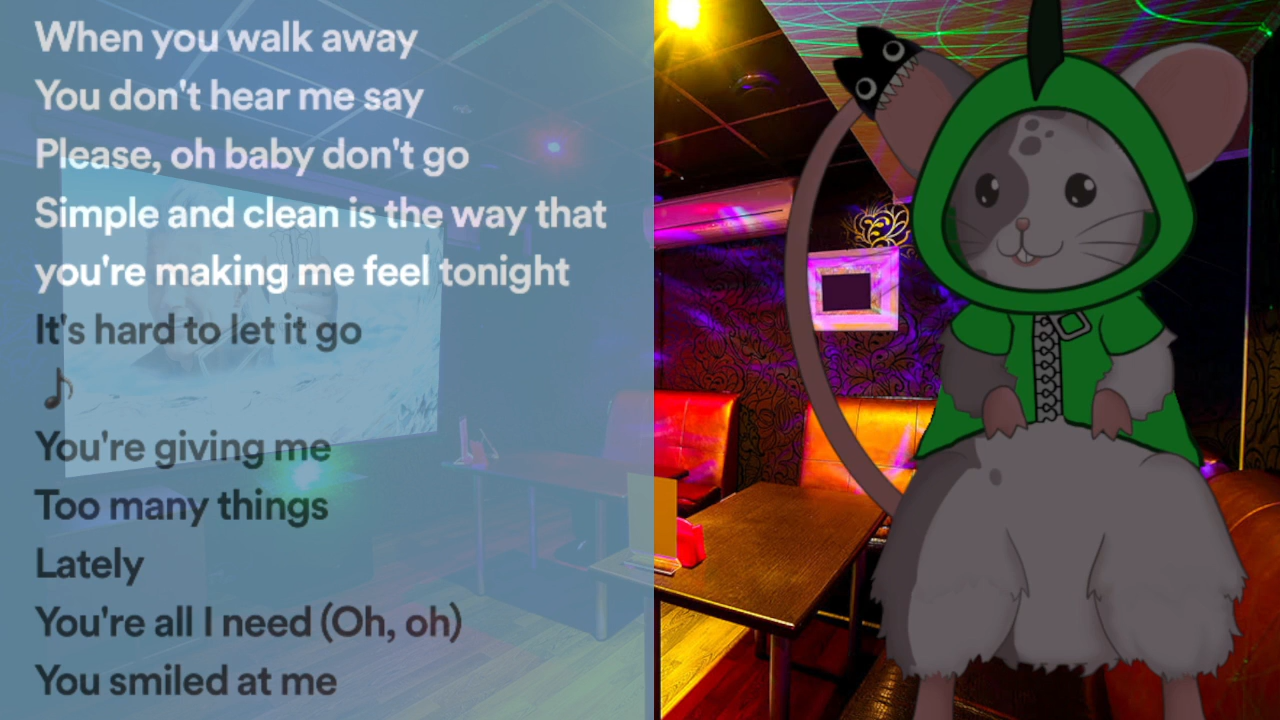 When you walk away
You don't hear me say
Please, oh baby don't go
Simple and clean is the way that
you're making me feel tonight
It's hard to let it go
♪
You're giving me
Too many things
Lately
You're all I need (Oh, oh)
You smiled at me